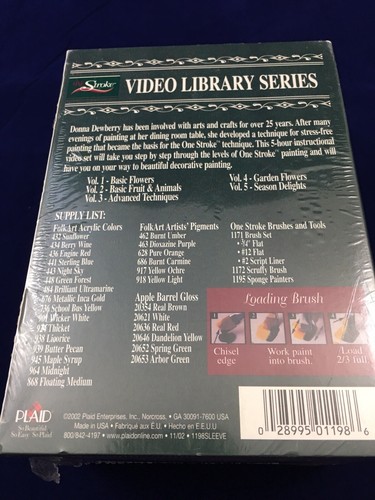 Stroke
VIDEO LIBRARY SERIES
Donna Dewberry has been involved with arts and crafts for over 25 years. After many
evenings of painting at her dining room table, she developed a technique for stress-free
painting that became the basis for the One Stroke™ technique. This 5-hour instructional
video set will take you step by step through the levels of One Stroke™ painting and will
have you on your way to beautiful decorative painting.
Vol. 1 - Basic Flowers
Vol. 2 - Basic Fruit & Animals
Vol. 3 - Advanced Techniques
Vol. 4 - Garden Flowers
Vol. 5 - Season Delights
SUPPLY LIST:
FolkArt Acrylic Colors
432 Sunflower
434 Berry Wine
436 Engine Red
441 Sterling Blue
443 Night Sky
448 Green Forest
484 Brilliant Ultramarine
676 Metallic Inca Gold
736 School Bus Yellow
901 Wicker White
924 Thicket
938 Licorice
939 Butter Pecan
945 Maple Syrup
964 Midnight
868 Floating Medium
FolkArt Artists' Pigments
462 Burnt Umber
463 Dioxazine Purple
628 Pure Orange
686 Burnt Carmine
917 Yellow Ochre
918 Yellow Light
Apple Barrel Gloss
20354 Real Brown
20621 White
20636 Real Red
20646 Dandelion Yellow
20652 Spring Green
20653 Arbor Green
One Stroke Brushes and Tools
1171 Brush Set
• ¾" Flat
• #12 Flat
• #2 Script Liner
1172 Scruffy Brush
1195 Sponge Painters
Loading Brush
1 2 3 4
Chisel
edge
Work paint
into brush.
Load
2/3 full
PLAID
So Beautiful
So Easy So Plaid
©2002 Plaid Enterprises, Inc., Norcross, • GA 30091-7600 USA
Made in USA • Fabriqué aux É.U. • Hecho en E.E.U.U
800/842-4197 • www.plaidonline.com • 11/02 • 1198SLEEVE
0 28995 01198 6